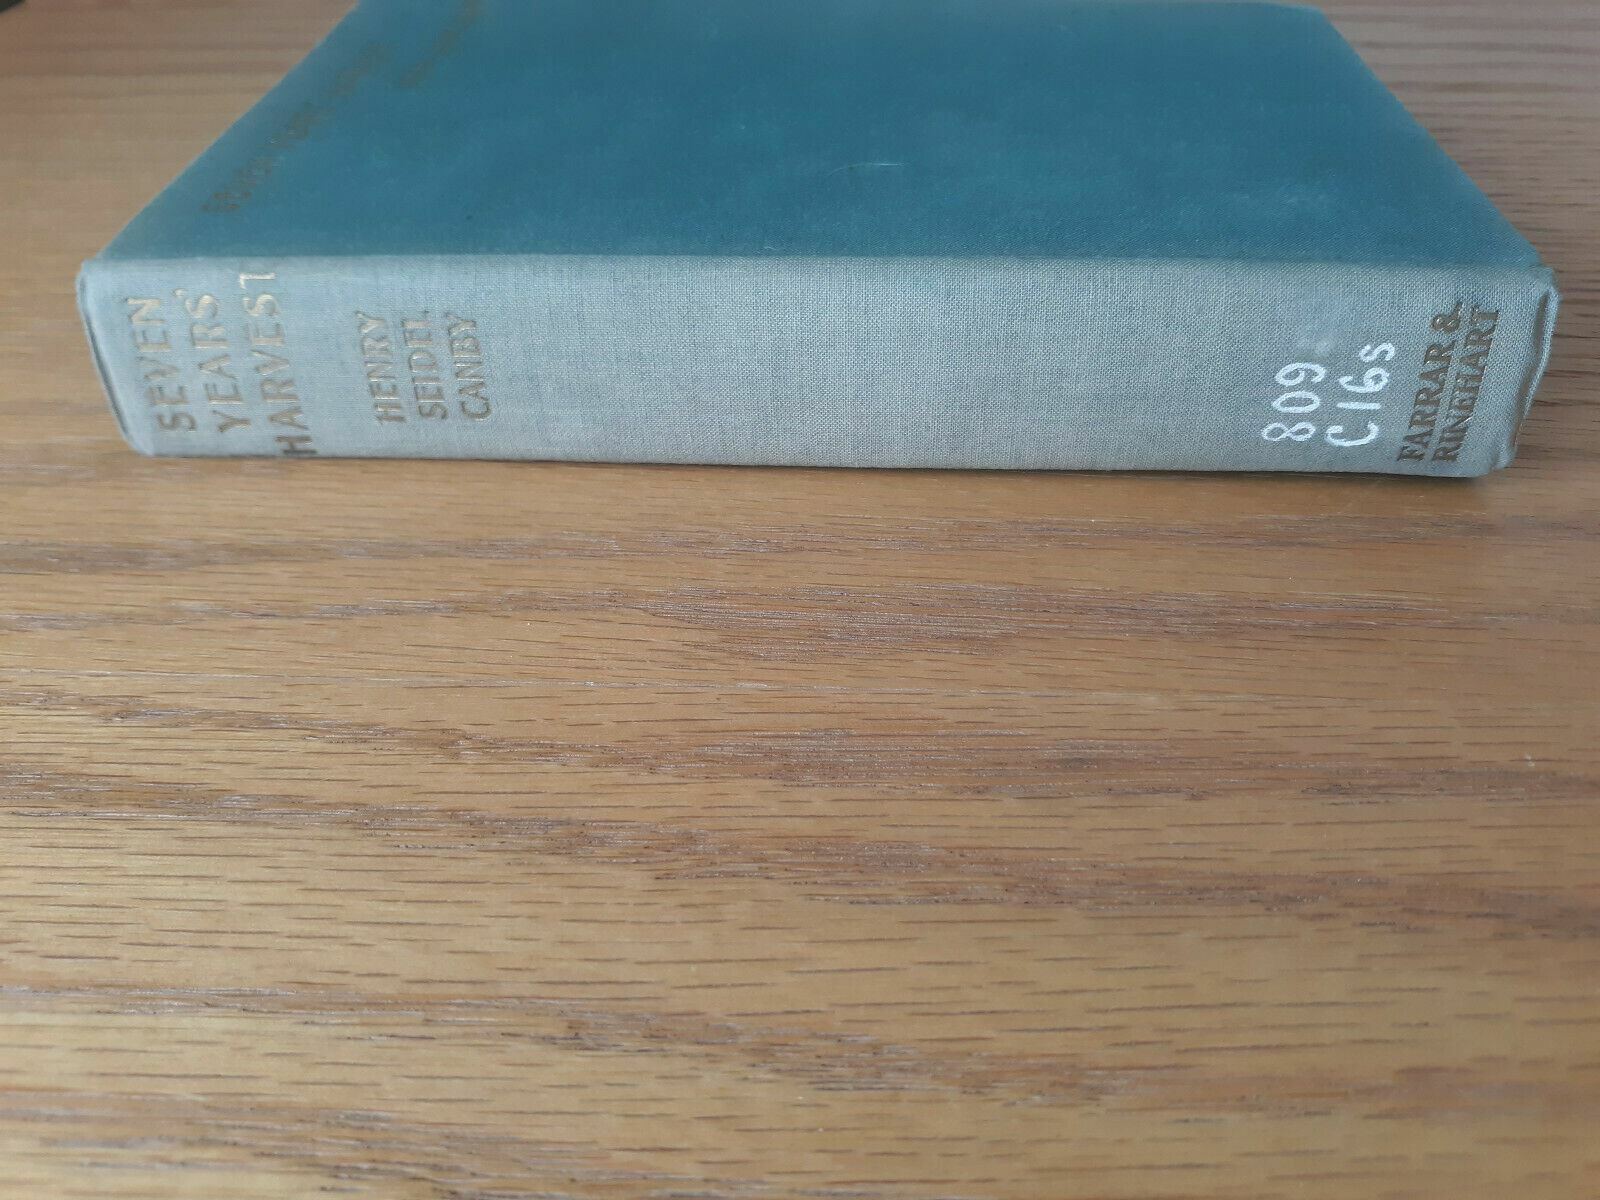 SEVEN
YEARS'
HARVEST
HENRY
SEIDEL
CANBY
809
C16s
FARRAR &
RINEHART